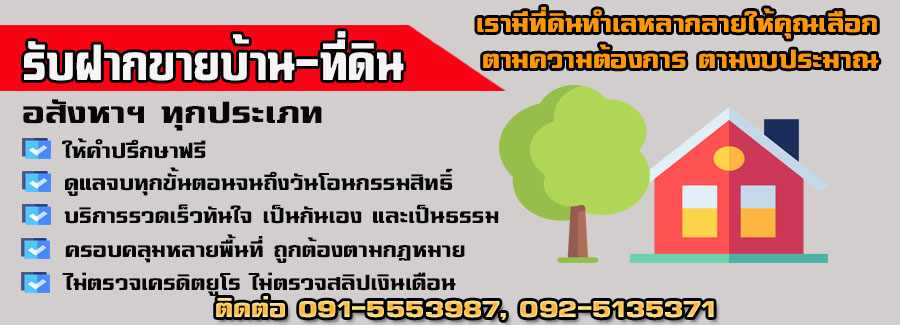 รับฝากขายบ้าน-ที่ดิน
เรามีที่ดินทำเลหลากลายให้คุณเลือก
ตามความต้องการ ตามงบประมาณ
อสังหาฯ ทุกประเภท
ให้คำปรึกษาฟรี
ดูแลจบทุกขั้นตอนจนถึงวันโอนกรรมสิทธิ์
บริการรวดเร็วทันใจ เป็นกันเอง และเป็นธรรม
ครอบคลุมหลายพื้นที่ ถูกต้องตามกฎหมาย
ไม่ตรวจเครดิตยูโร ไม่ตรวจสลิปเงินเดือน
ติดต่อ 091-5553987, 092-5135371